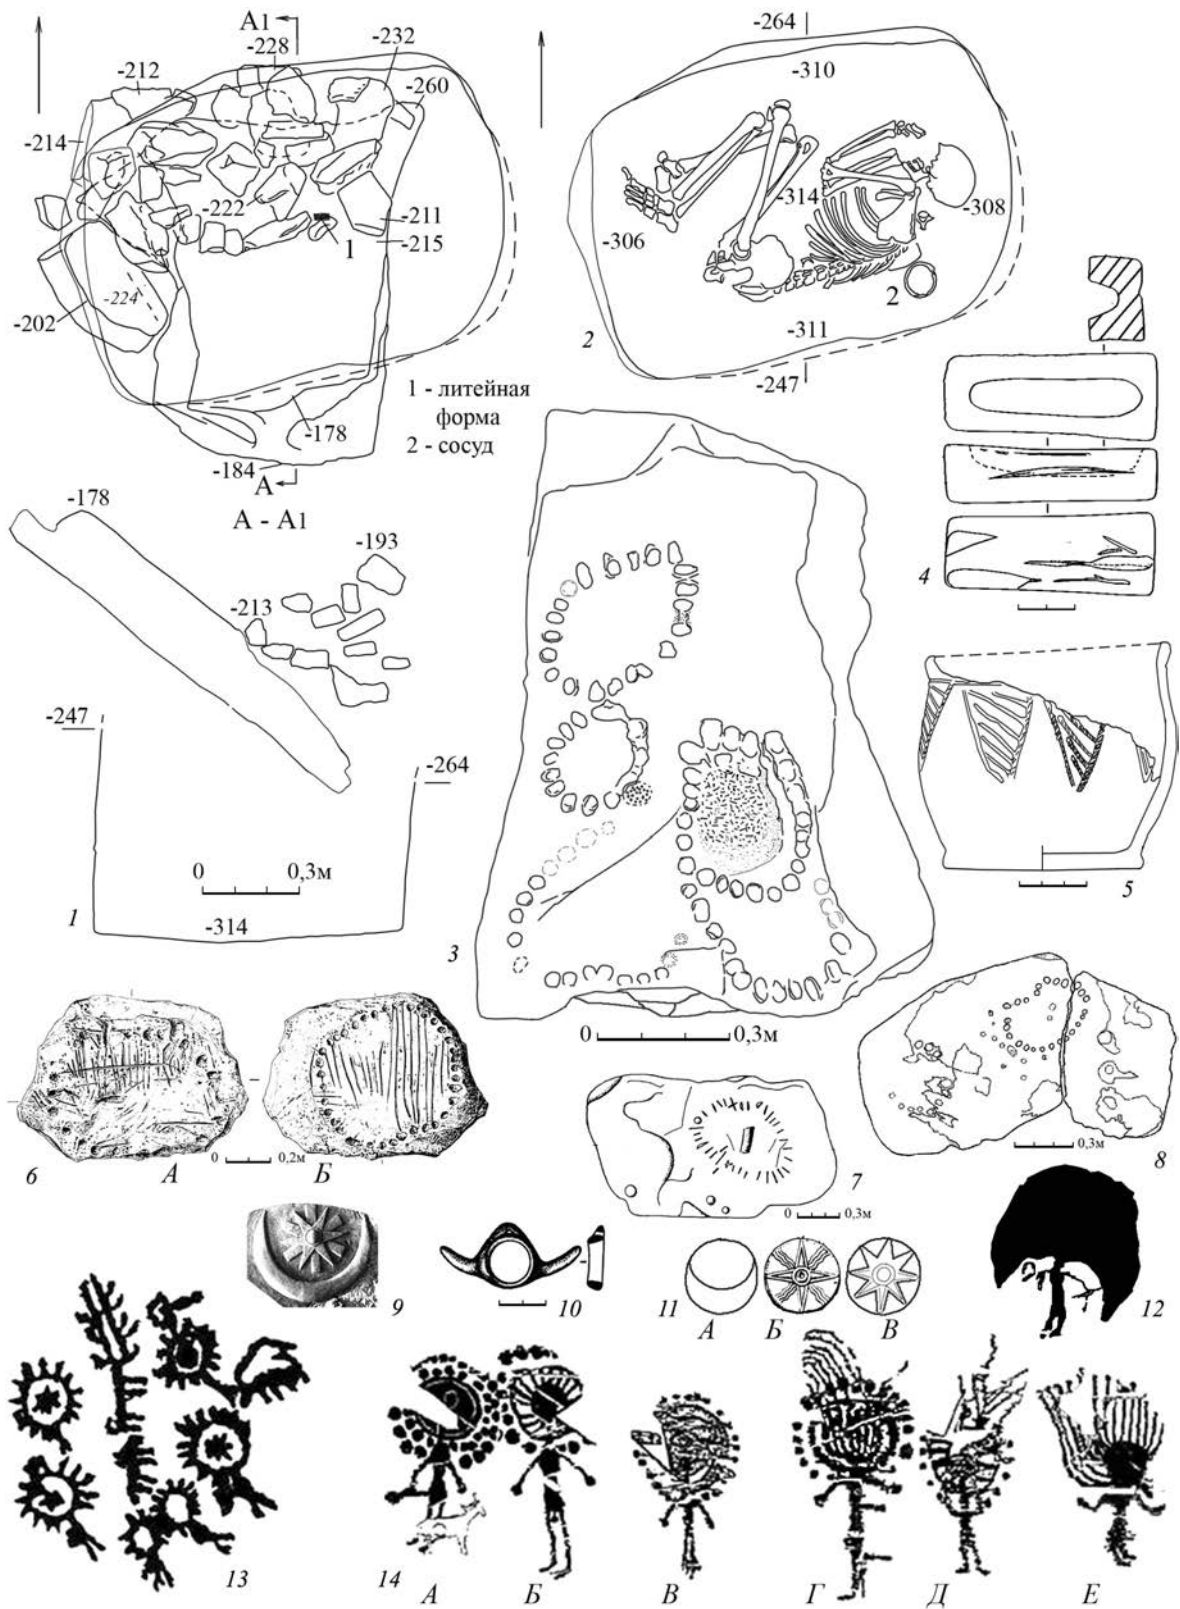 А1
-228
-232
-212
-260
-214
-222
-211
-215
1
-224
-202
-178
-184
А
1 - литейная
форма
2 - сосуд
-264
-310
-314
-308
-306
2
-311
2
-247
А - А1
-178
-193
-213
-247
-264
0 0,3м
-314
1
3
0 0,3м
4
5
6
А
0 0,2м
Б
7
0 0,3м
8
0,3м
9
10
11
А
Б
В
12
13
14
А
Б
В
Г
Д
Е